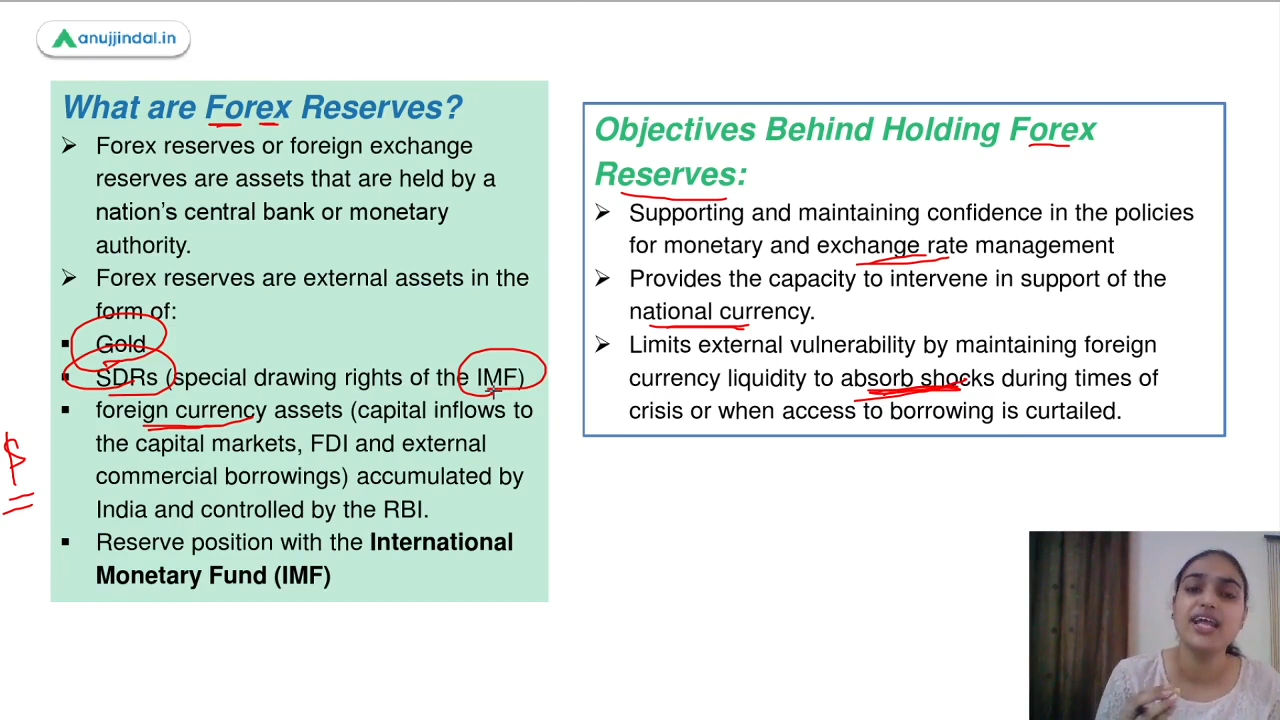 anujjindal.in
What are Forex Reserves?
➢ Forex reserves or foreign exchange
reserves are assets that are held by a
nation's central bank or monetary
authority.
➢ Forex reserves are external assets in the
form of:
▪ Gold
▪ SDRs (special drawing rights of the IMF)
▪ foreign currency assets (capital inflows to
the capital markets, FDI and external
commercial borrowings) accumulated by
India and controlled by the RBI.
▪ Reserve position with the International
Monetary Fund (IMF)
Objectives Behind Holding Forex
Reserves:
➢ Supporting and maintaining confidence in the policies
for monetary and exchange rate management
➢ Provides the capacity to intervene in support of the
national currency.
➢ Limits external vulnerability by maintaining foreign
currency liquidity to absorb shocks during times of
crisis or when access to borrowing is curtailed.